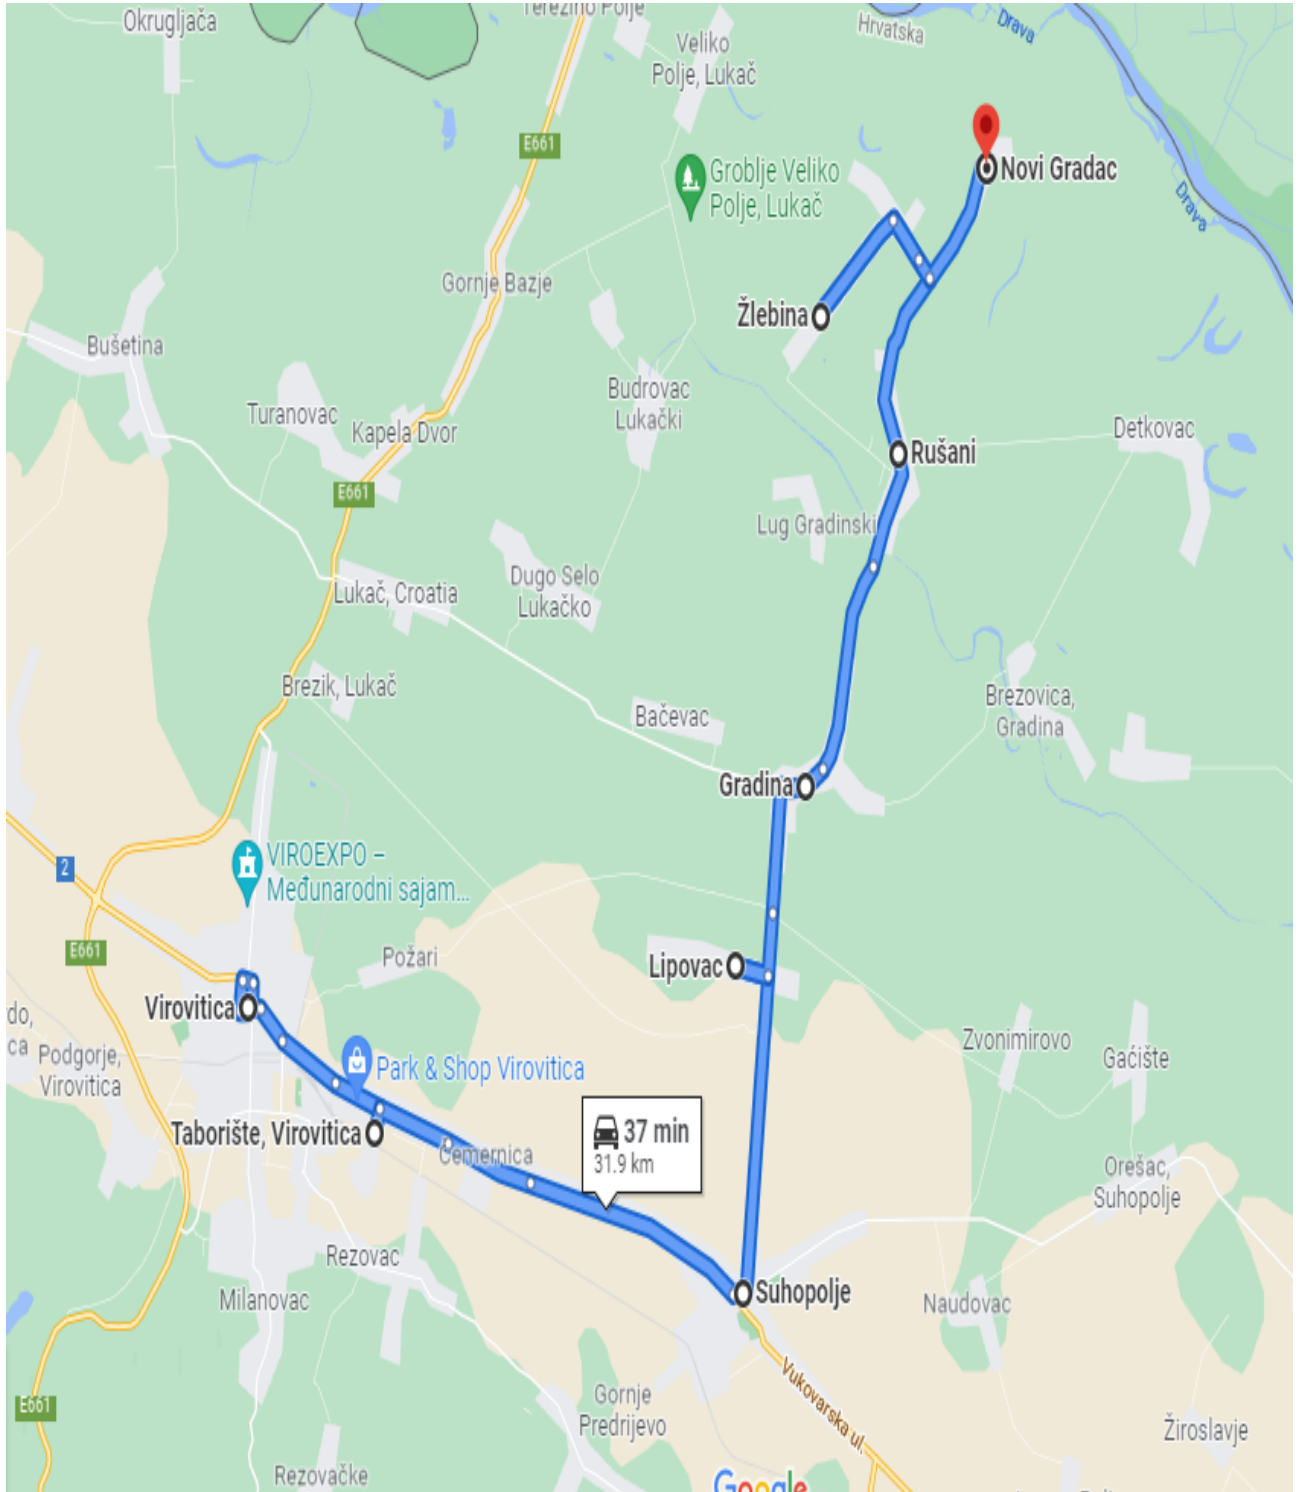 Okrugljača
Terezino Polje
Veliko
Polje, Lukač
Hrvatska
Drava
E661
Groblje Veliko
Polje, Lukač
Novi Gradac
Drava
Gornje Bazje
Žlebina
Bušetina
Budrovac
Lukački
Turanovac
Kapela Dvor
Detkovac
Rušani
E661
Lug Gradinski
Dugo Selo
Lukačko
Lukač, Croatia
Brezik, Lukač
Brezovica,
Gradina
Bačevac
Gradina
VIROEXPO –
Međunarodni sajam...
2
E661
Požari
Lipovac
Virovitica
do,
ca
Podgorje,
Virovitica
Zvonimirovo
Gaćište
Park & Shop Virovitica
37 min
31.9 km
Taborište, Virovitica
Čemernica
Orešac,
Suhopolje
Rezovac
Suhopolje
Milanovac
Naudovac
E661
Vukovarska ul.
Gornje
Predrijevo
Žiroslavje
Rezovačke
Google